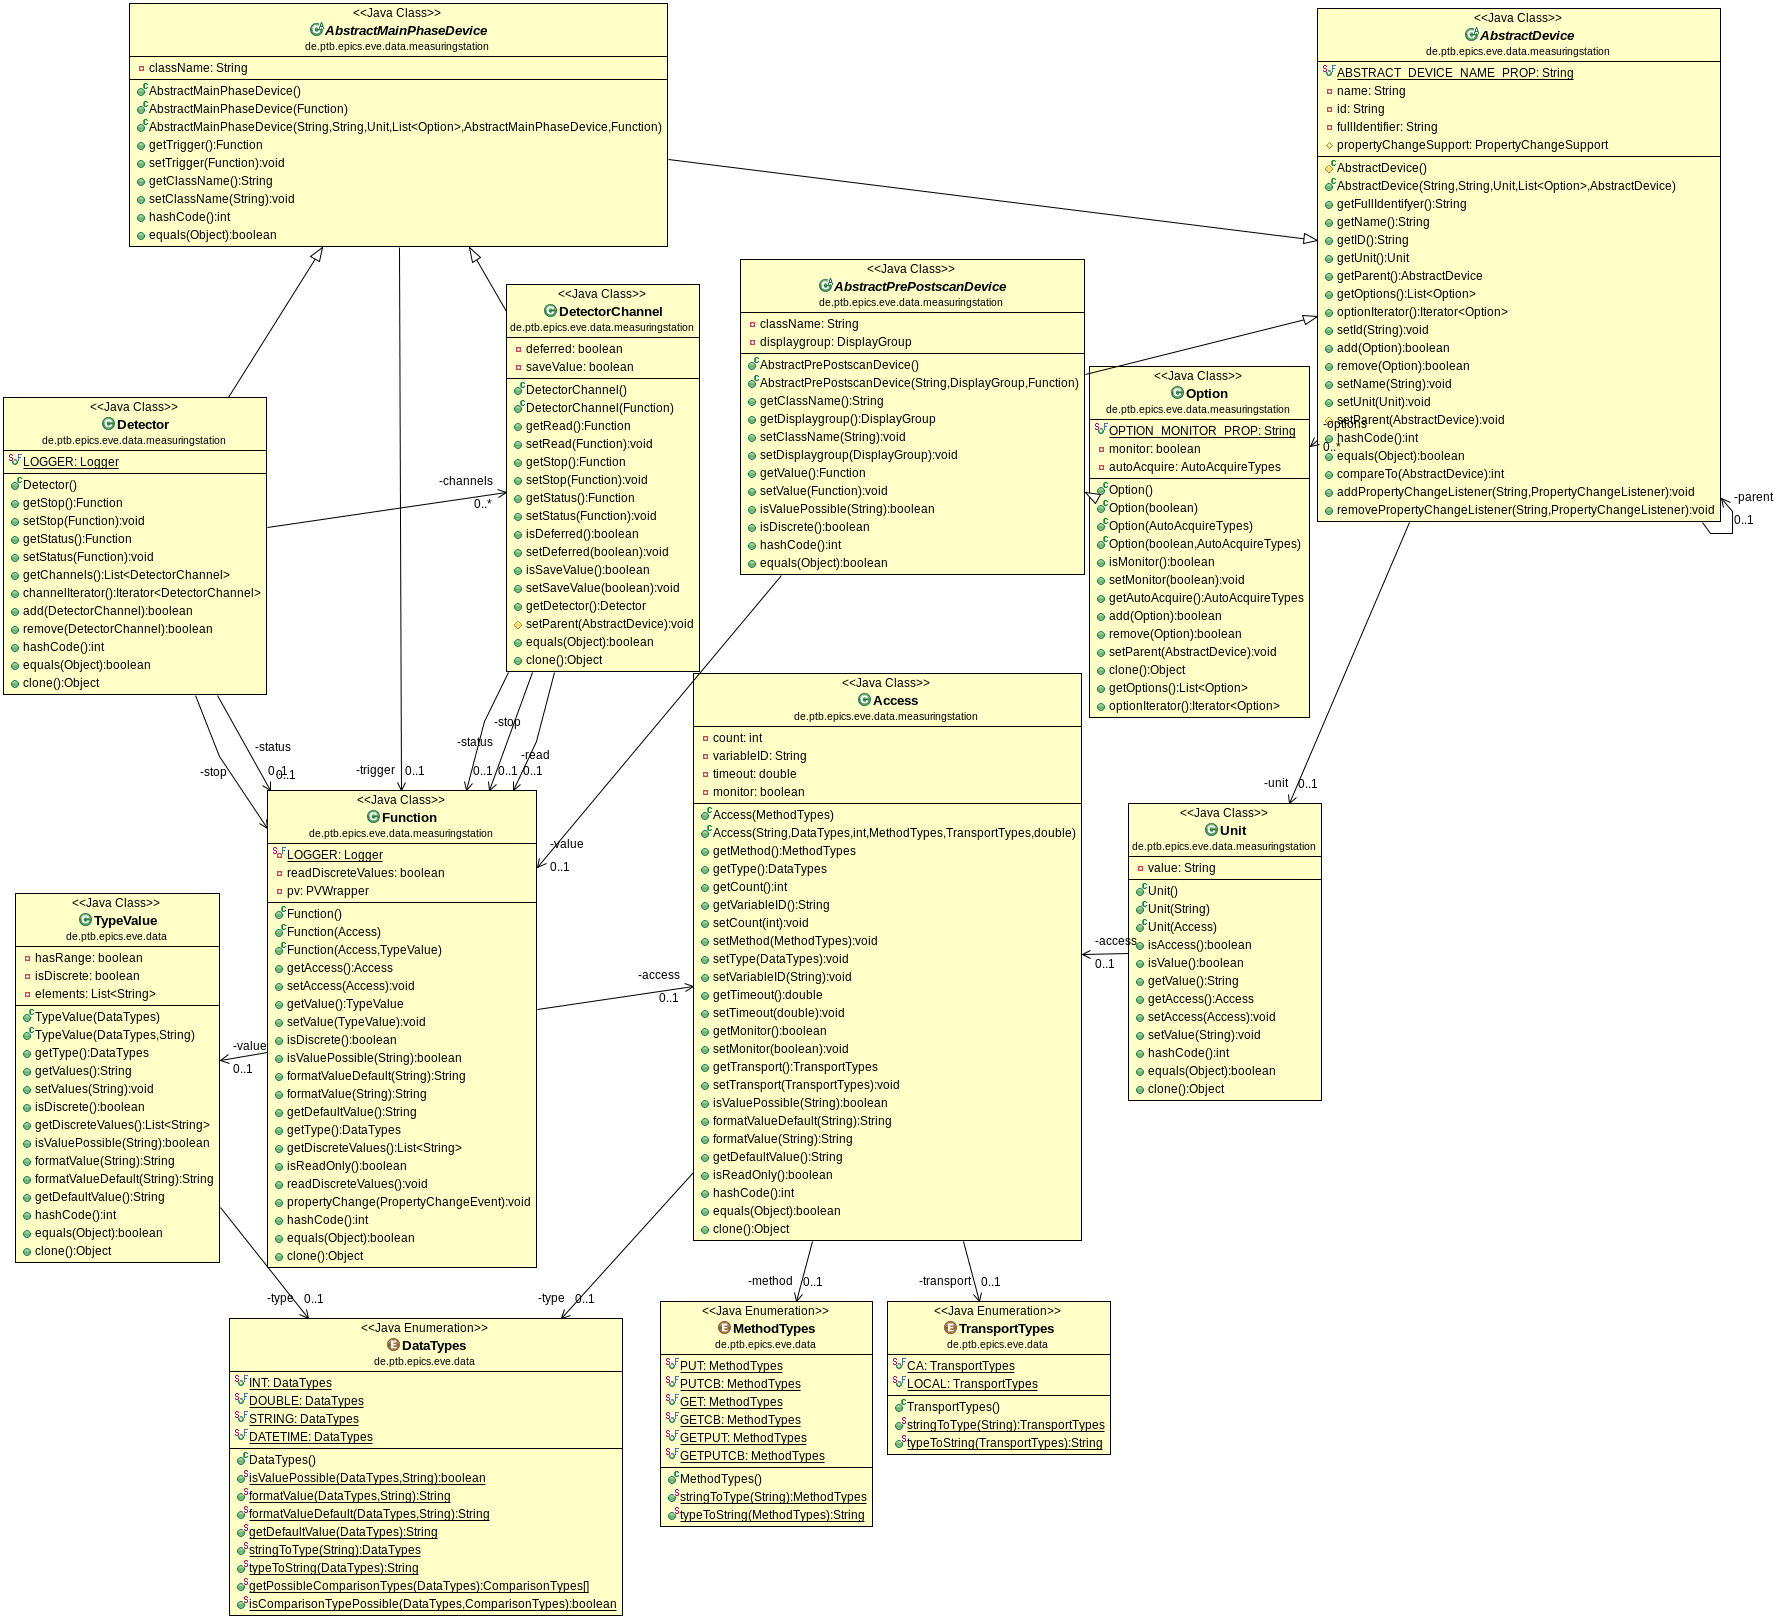 <<Java Class>>
AbstractMainPhaseDevice
de.ptb.epics.eve.data.measuringstation
className: String
AbstractMainPhaseDevice()
AbstractMainPhaseDevice(Function)
AbstractMainPhaseDevice(String,String,Unit,List<Option>,AbstractMainPhaseDevice,Function)
getTrigger():Function
setTrigger(Function):void
getClassName():String
setClassName(String):void
hashCode():int
equals(Object):boolean
<<Java Class>>
AbstractDevice
de.ptb.epics.eve.data.measuringstation
ABSTRACT_DEVICE_NAME_PROP: String
name: String
id: String
fullIdentifier: String
propertyChangeSupport: PropertyChangeSupport
AbstractDevice()
AbstractDevice(String,String,Unit,List<Option>,AbstractDevice)
getFullIdentifyer():String
getName():String
getID():String
getUnit():Unit
getParent():AbstractDevice
getOptions():List<Option>
optionIterator():Iterator<Option>
setId(String):void
add(Option):boolean
remove(Option):boolean
setName(String):void
setUnit(Unit):void
setParent(AbstractDevice):void
hashCode():int
equals(Object):boolean
compareTo(AbstractDevice):int
addPropertyChangeListener(String,PropertyChangeListener):void
removePropertyChangeListener(String,PropertyChangeListener):void
-options
0..*
-parent
0..1
<<Java Class>>
AbstractPrePostscanDevice
de.ptb.epics.eve.data.measuringstation
className: String
displaygroup: DisplayGroup
AbstractPrePostscanDevice()
AbstractPrePostscanDevice(String,DisplayGroup,Function)
getClassName():String
getDisplaygroup():DisplayGroup
setClassName(String):void
setDisplaygroup(DisplayGroup):void
getValue():Function
setValue(Function):void
isValuePossible(String):boolean
isDiscrete():boolean
hashCode():int
equals(Object):boolean
<<Java Class>>
DetectorChannel
de.ptb.epics.eve.data.measuringstation
deferred: boolean
saveValue: boolean
DetectorChannel()
DetectorChannel(Function)
getRead():Function
setRead(Function):void
getStop():Function
setStop(Function):void
getStatus():Function
setStatus(Function):void
isDeferred():boolean
setDeferred(boolean):void
isSaveValue():boolean
setSaveValue(boolean):void
getDetector():Detector
setParent(AbstractDevice):void
equals(Object):boolean
clone():Object
<<Java Class>>
Option
de.ptb.epics.eve.data.measuringstation
OPTION_MONITOR_PROP: String
monitor: boolean
autoAcquire: AutoAcquireTypes
Option()
Option(boolean)
Option(AutoAcquireTypes)
Option(boolean,AutoAcquireTypes)
isMonitor():boolean
setMonitor(boolean):void
getAutoAcquire():AutoAcquireTypes
add(Option):boolean
remove(Option):boolean
setParent(AbstractDevice):void
clone():Object
getOptions():List<Option>
optionIterator():Iterator<Option>
<<Java Class>>
Detector
de.ptb.epics.eve.data.measuringstation
LOGGER: Logger
Detector()
getStop():Function
setStop(Function):void
getStatus():Function
setStatus(Function):void
getChannels():List<DetectorChannel>
channelIterator():Iterator<DetectorChannel>
add(DetectorChannel):boolean
remove(DetectorChannel):boolean
hashCode():int
equals(Object):boolean
clone():Object
-channels
0..*
-status
0..1
-stop
0..1
-trigger
0..1
-status
0..1
-stop
0..1
-read
0..1
-value
0..1
-unit
0..1
<<Java Class>>
Access
de.ptb.epics.eve.data.measuringstation
count: int
variableID: String
timeout: double
monitor: boolean
Access(MethodTypes)
Access(String,DataTypes,int,MethodTypes,TransportTypes,double)
getMethod():MethodTypes
getType():DataTypes
getCount():int
getVariableID():String
setCount(int):void
setMethod(MethodTypes):void
setType(DataTypes):void
setVariableID(String):void
getTimeout():double
setTimeout(double):void
getMonitor():boolean
setMonitor(boolean):void
getTransport():TransportTypes
setTransport(TransportTypes):void
isValuePossible(String):boolean
formatValueDefault(String):String
formatValue(String):String
getDefaultValue():String
isReadOnly():boolean
hashCode():int
equals(Object):boolean
clone():Object
<<Java Class>>
Function
de.ptb.epics.eve.data.measuringstation
LOGGER: Logger
readDiscreteValues: boolean
pv: PVWrapper
Function()
Function(Access)
Function(Access,TypeValue)
getAccess():Access
setAccess(Access):void
getValue():TypeValue
setValue(TypeValue):void
isDiscrete():boolean
isValuePossible(String):boolean
formatValueDefault(String):String
formatValue(String):String
getDefaultValue():String
getType():DataTypes
getDiscreteValues():List<String>
isReadOnly():boolean
readDiscreteValues():void
propertyChange(PropertyChangeEvent):void
hashCode():int
equals(Object):boolean
clone():Object
-access
0..1
<<Java Class>>
Unit
de.ptb.epics.eve.data.measuringstation
value: String
Unit()
Unit(String)
Unit(Access)
isAccess():boolean
isValue():boolean
getValue():String
getAccess():Access
setAccess(Access):void
setValue(String):void
hashCode():int
equals(Object):boolean
clone():Object
-access
0..1
<<Java Class>>
TypeValue
de.ptb.epics.eve.data
hasRange: boolean
isDiscrete: boolean
elements: List<String>
TypeValue(DataTypes)
TypeValue(DataTypes,String)
getType():DataTypes
getValues():String
setValues(String):void
isDiscrete():boolean
getDiscreteValues():List<String>
isValuePossible(String):boolean
formatValue(String):String
formatValueDefault(String):String
getDefaultValue():String
hashCode():int
equals(Object):boolean
clone():Object
-value
0..1
-type
0..1
-type
0..1
-method
0..1
-transport
0..1
<<Java Enumeration>>
DataTypes
de.ptb.epics.eve.data
INT: DataTypes
DOUBLE: DataTypes
STRING: DataTypes
DATETIME: DataTypes
DataTypes()
isValuePossible(DataTypes,String):boolean
formatValue(DataTypes,String):String
formatValueDefault(DataTypes,String):String
getDefaultValue(DataTypes):String
stringToType(String):DataTypes
typeToString(DataTypes):String
getPossibleComparisonTypes(DataTypes):ComparisonTypes[]
isComparisonTypePossible(DataTypes,ComparisonTypes):boolean
<<Java Enumeration>>
MethodTypes
de.ptb.epics.eve.data
PUT: MethodTypes
PUTCB: MethodTypes
GET: MethodTypes
GETCB: MethodTypes
GETPUT: MethodTypes
GETPUTCB: MethodTypes
MethodTypes()
stringToType(String):MethodTypes
typeToString(MethodTypes):String
<<Java Enumeration>>
TransportTypes
de.ptb.epics.eve.data
CA: TransportTypes
LOCAL: TransportTypes
TransportTypes()
stringToType(String):TransportTypes
typeToString(TransportTypes):String